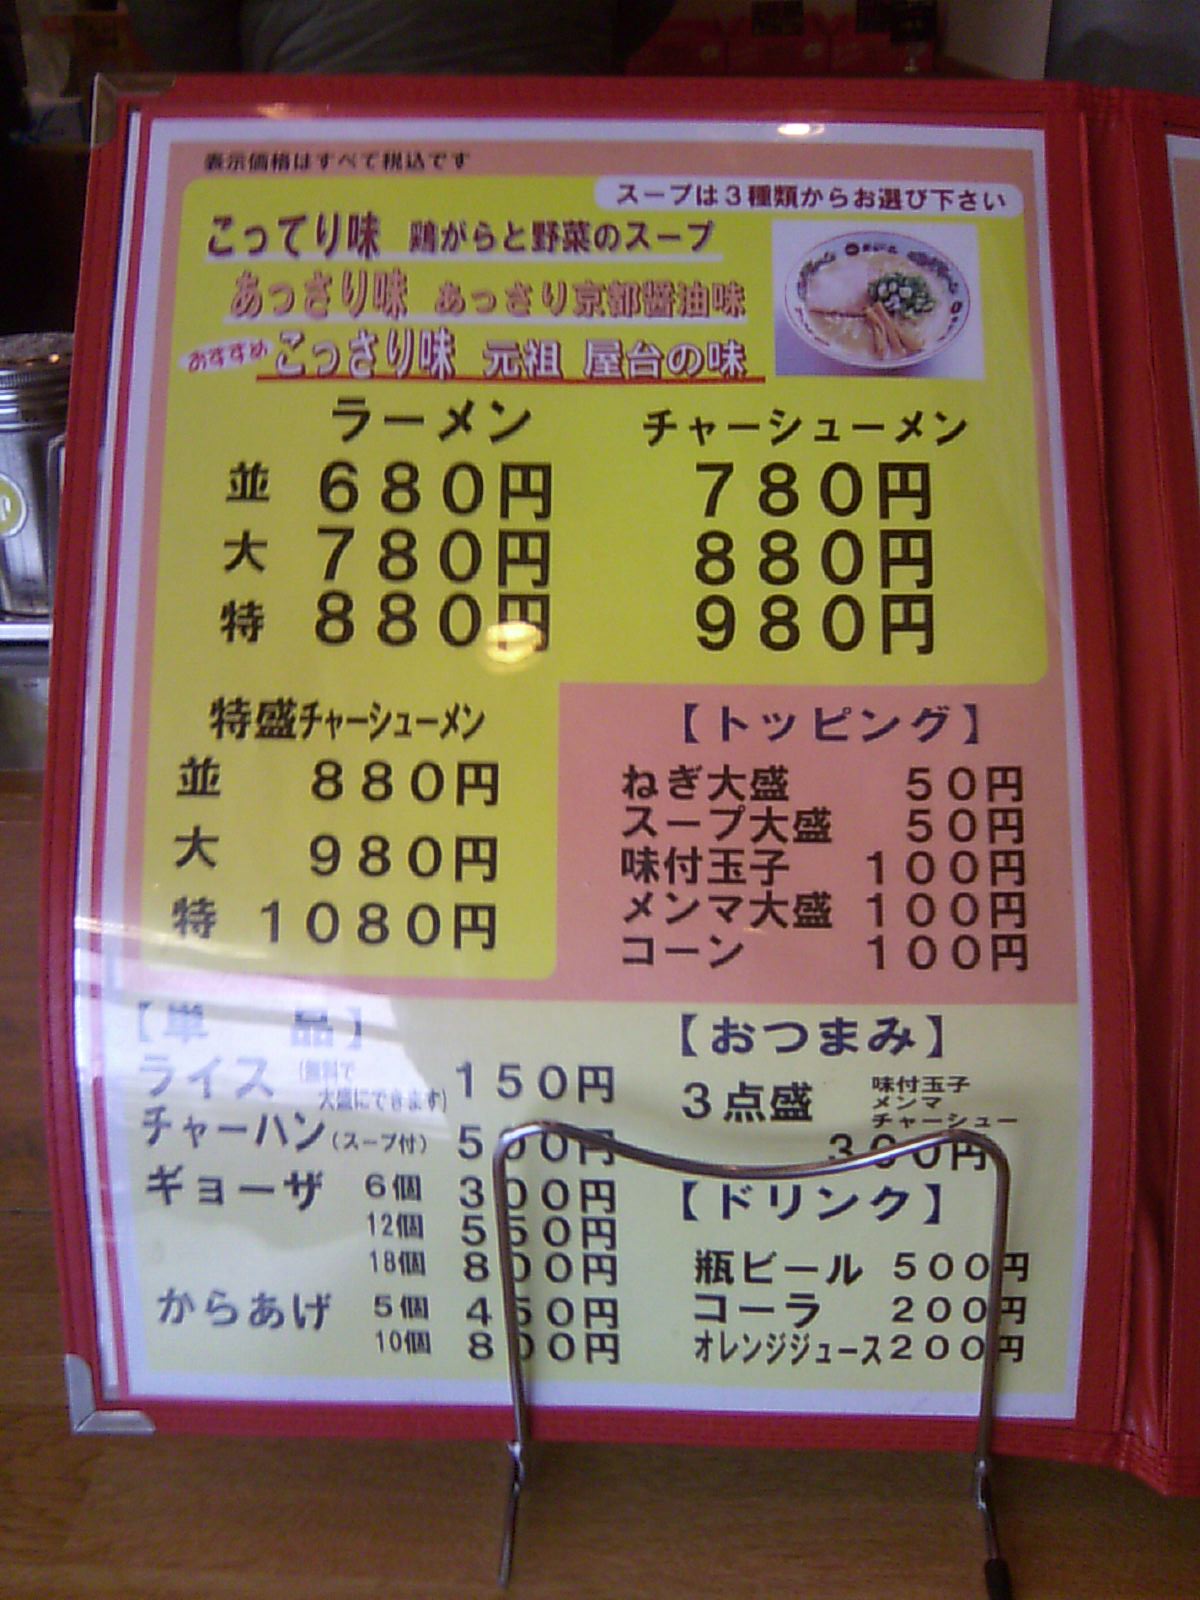 表示価格はすべて税込です
スープは3種類からお選び下さい
こってり味 鶏がらと野菜のスープ
あっさり味 あっさり京都醤油味
おすすめ こっさり味 元祖 屋台の味
ラーメン チャーシューメン
並 680円 780円
大 780円 880円
特 880円 980円
特盛チャーシューメン
並 880円
大 980円
特 1080円
【トッピング】
ねぎ大盛 50円
スープ大盛 50円
味付玉子 100円
メンマ大盛 100円
コーン 100円
【単 品】
ライス (無料で大盛にできます) 150円
チャーハン(スープ付) 500円
ギョーザ 6個 300円
12個 550円
18個 800円
からあげ 5個 450円
10個 800円
【おつまみ】
3点盛 味付玉子
メンマ
チャーシュー
300円
【ドリンク】
瓶ビール 500円
コーラ 200円
オレンジジュース 200円